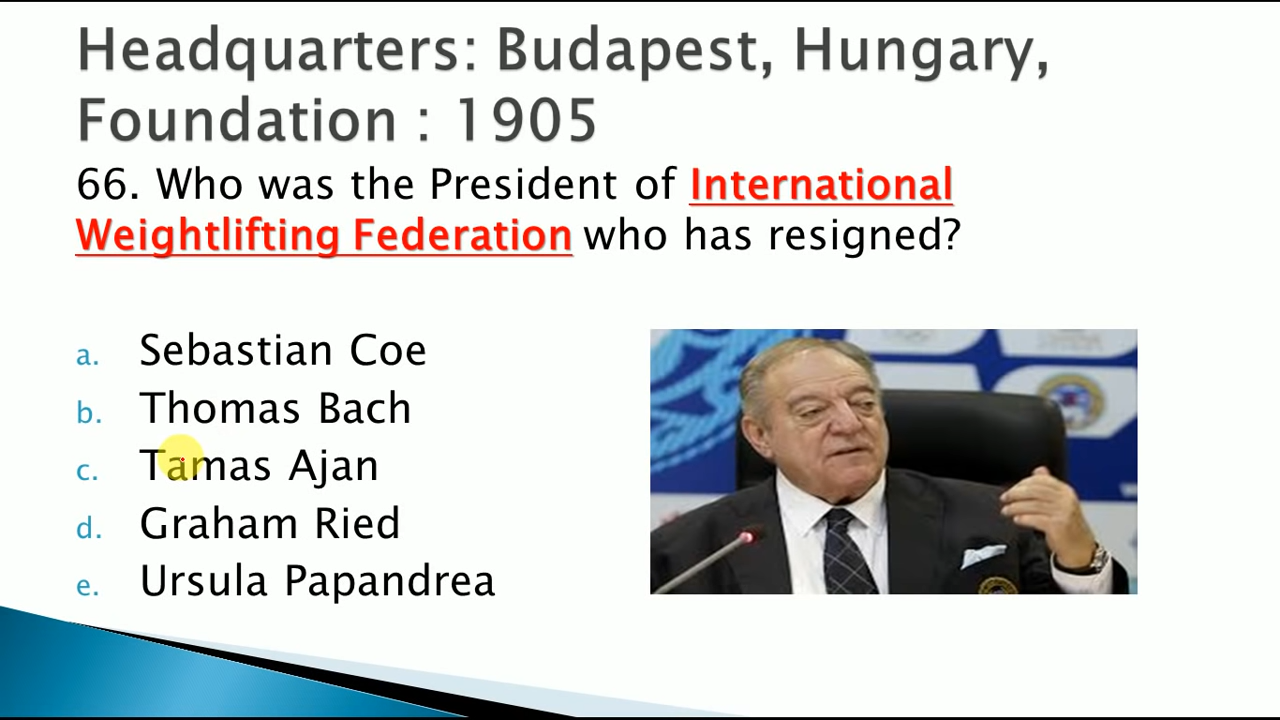 Headquarters: Budapest, Hungary,
Foundation : 1905
66. Who was the President of International
Weightlifting Federation who has resigned?
a. Sebastian Coe
b. Thomas Bach
c. Tamas Ajan
d. Graham Ried
e. Ursula Papandrea